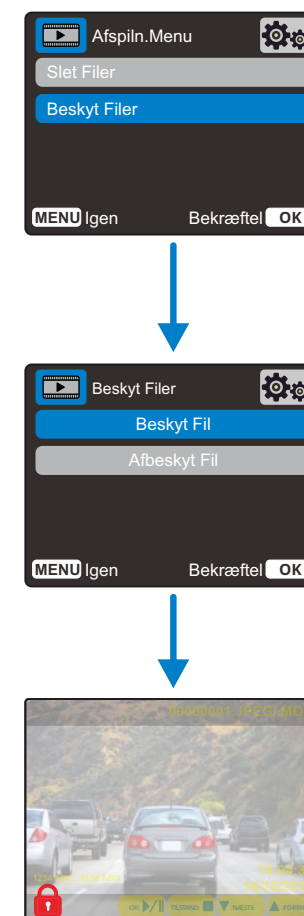 Afspiln.Menu
Slet Filer
Beskyt Filer
MENU Igen Bekræftel OK
Beskyt Filer
Beskyt Fil
Afbeskyt Fil
MENU Igen Bekræftel OK
OK TILSTAND NÆSTE